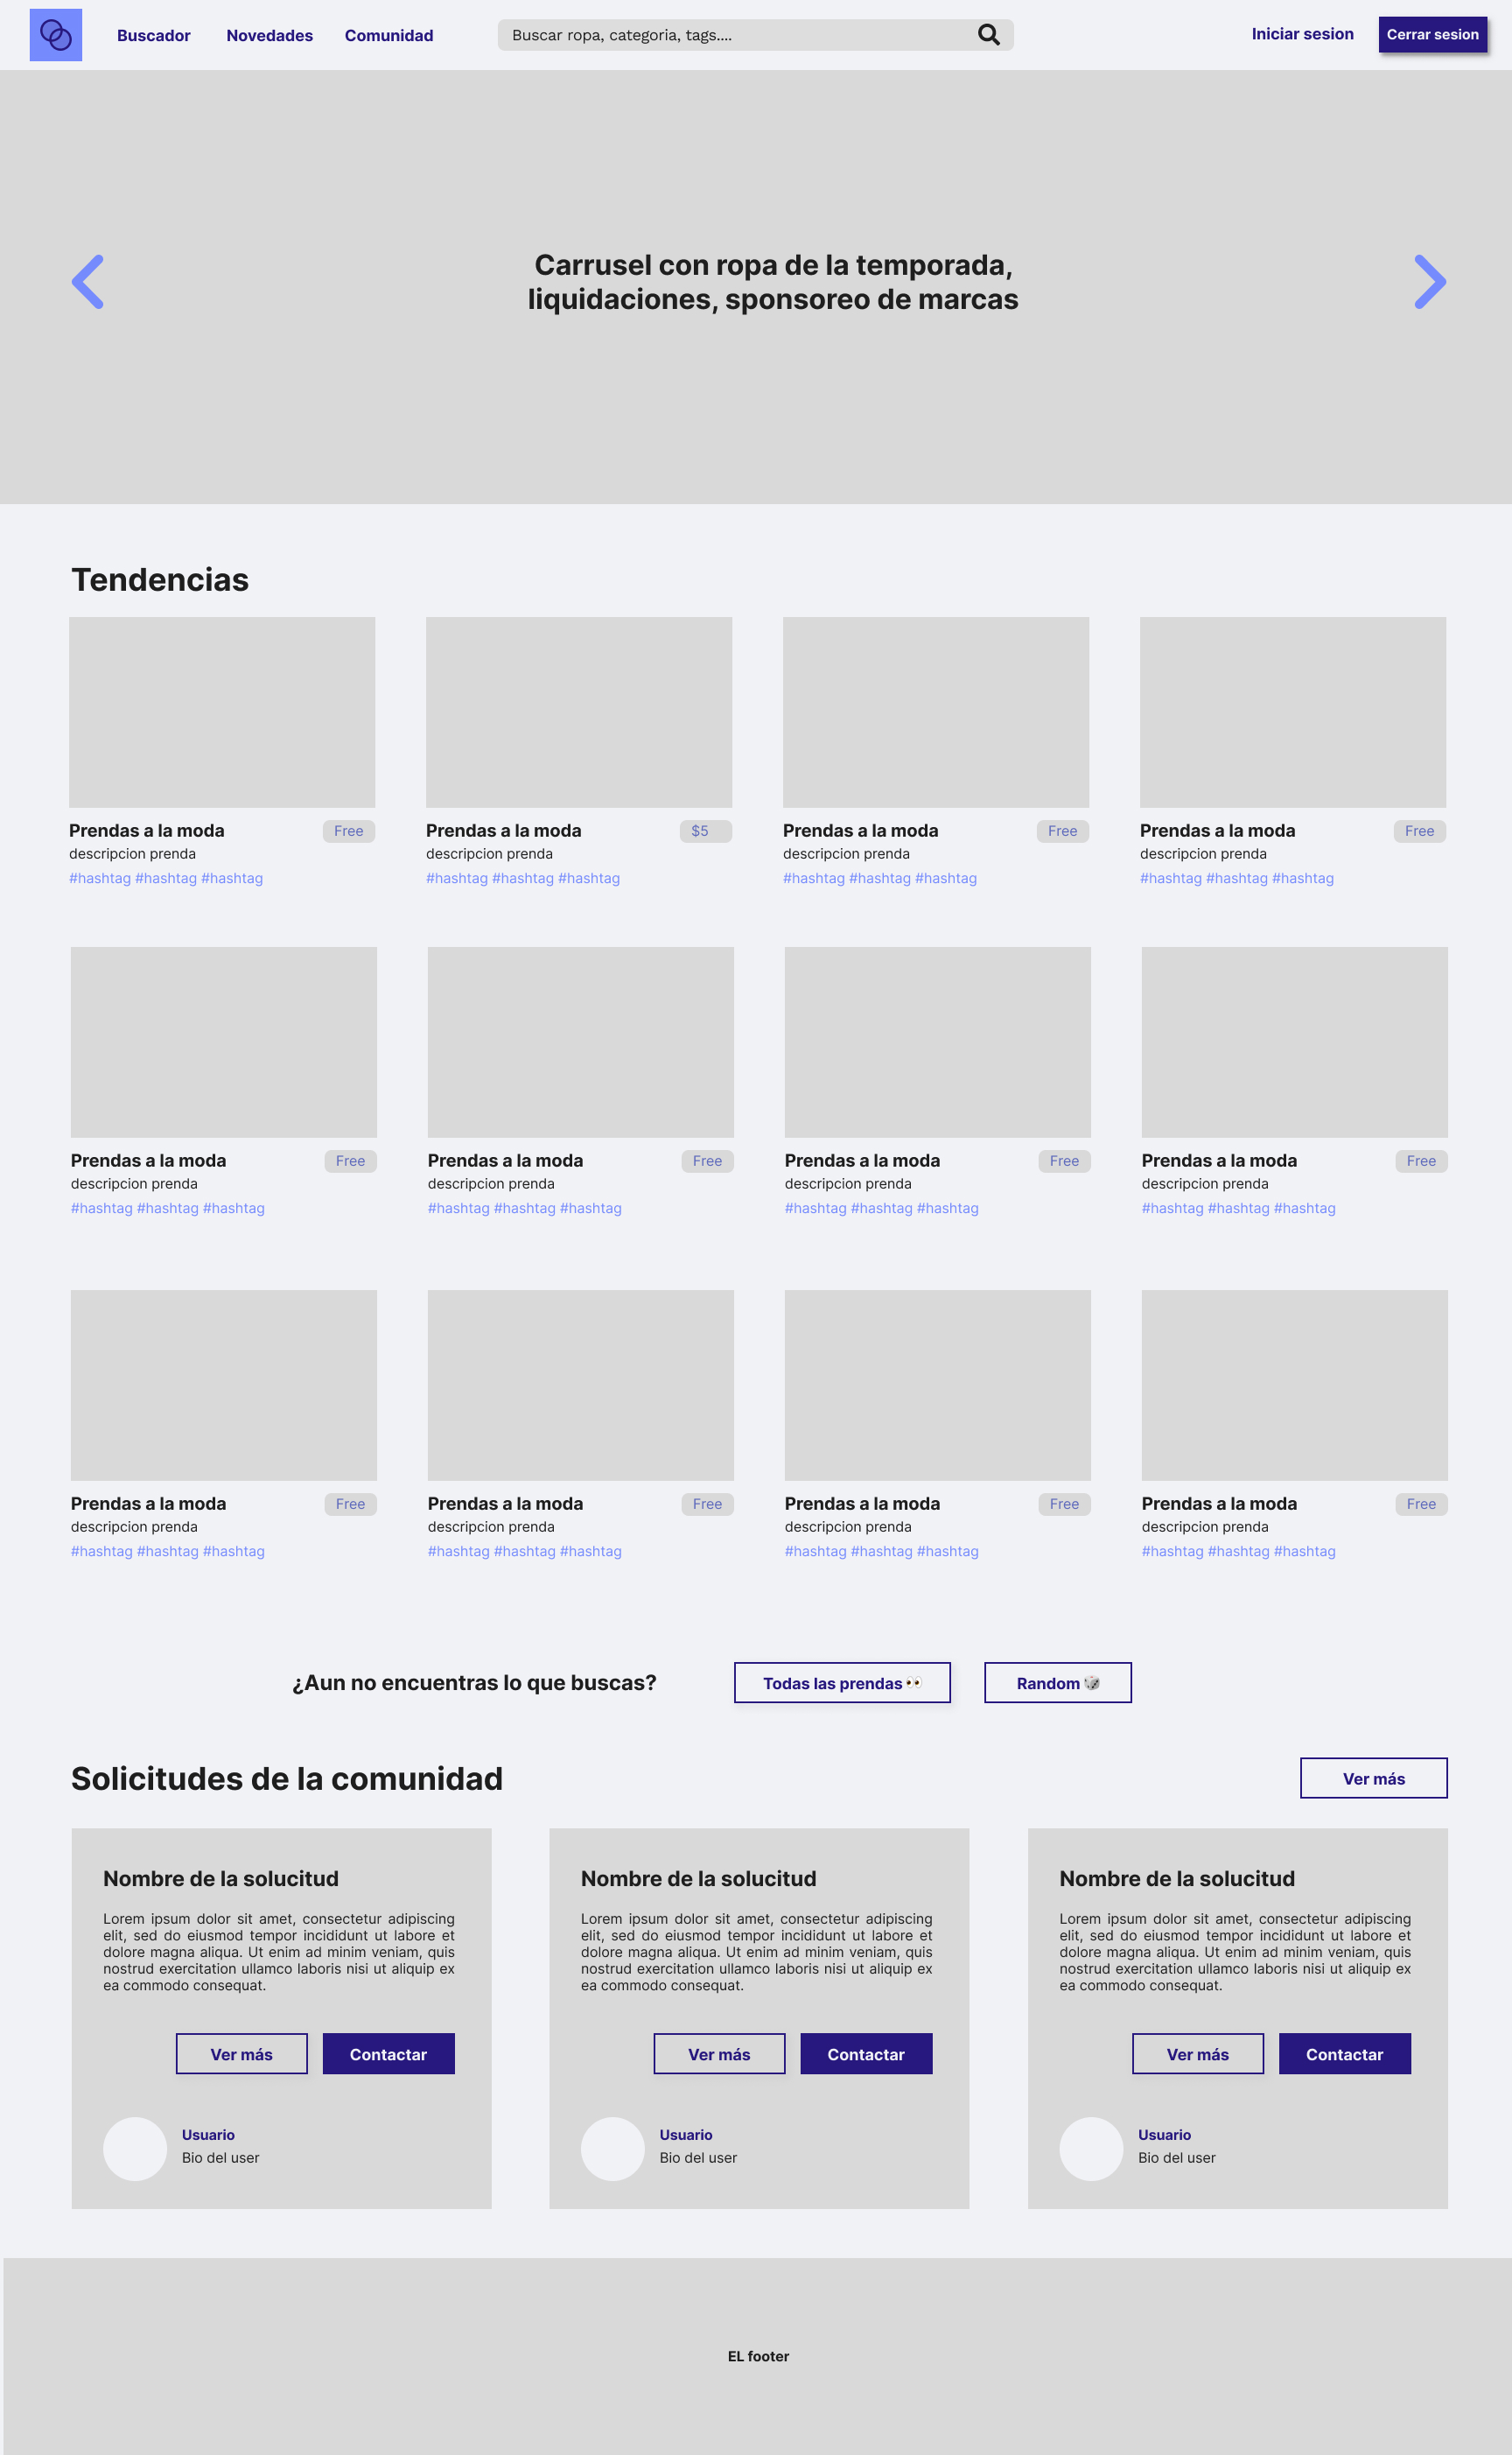 Buscador Novedades Comunidad Buscar ropa, categoria, tags.... Iniciar sesion Cerrar sesion
Carrusel con ropa de la temporada,
liquidaciones, sponsoreo de marcas
Tendencias
Prendas a la moda Free Prendas a la moda $5 Prendas a la moda Free Prendas a la moda Free
descripcion prenda descripcion prenda descripcion prenda descripcion prenda
#hashtag #hashtag #hashtag #hashtag #hashtag #hashtag #hashtag #hashtag #hashtag #hashtag #hashtag #hashtag
Prendas a la moda Free Prendas a la moda Free Prendas a la moda Free Prendas a la moda Free
descripcion prenda descripcion prenda descripcion prenda descripcion prenda
#hashtag #hashtag #hashtag #hashtag #hashtag #hashtag #hashtag #hashtag #hashtag #hashtag #hashtag #hashtag
Prendas a la moda Free Prendas a la moda Free Prendas a la moda Free Prendas a la moda Free
descripcion prenda descripcion prenda descripcion prenda descripcion prenda
#hashtag #hashtag #hashtag #hashtag #hashtag #hashtag #hashtag #hashtag #hashtag #hashtag #hashtag #hashtag
¿Aun no encuentras lo que buscas? Todas las prendas👀 Random🎲
Solicitudes de la comunidad Ver más
Nombre de la solucitud
Lorem ipsum dolor sit amet, consectetur adipiscing
elit, sed do eiusmod tempor incididunt ut labore et
dolore magna aliqua. Ut enim ad minim veniam, quis
nostrud exercitation ullamco laboris nisi ut aliquip ex
ea commodo consequat.
Ver más Contactar
Usuario
Bio del user
Nombre de la solucitud
Lorem ipsum dolor sit amet, consectetur adipiscing
elit, sed do eiusmod tempor incididunt ut labore et
dolore magna aliqua. Ut enim ad minim veniam, quis
nostrud exercitation ullamco laboris nisi ut aliquip ex
ea commodo consequat.
Ver más Contactar
Usuario
Bio del user
Nombre de la solucitud
Lorem ipsum dolor sit amet, consectetur adipiscing
elit, sed do eiusmod tempor incididunt ut labore et
dolore magna aliqua. Ut enim ad minim veniam, quis
nostrud exercitation ullamco laboris nisi ut aliquip ex
ea commodo consequat.
Ver más Contactar
Usuario
Bio del user
EL footer